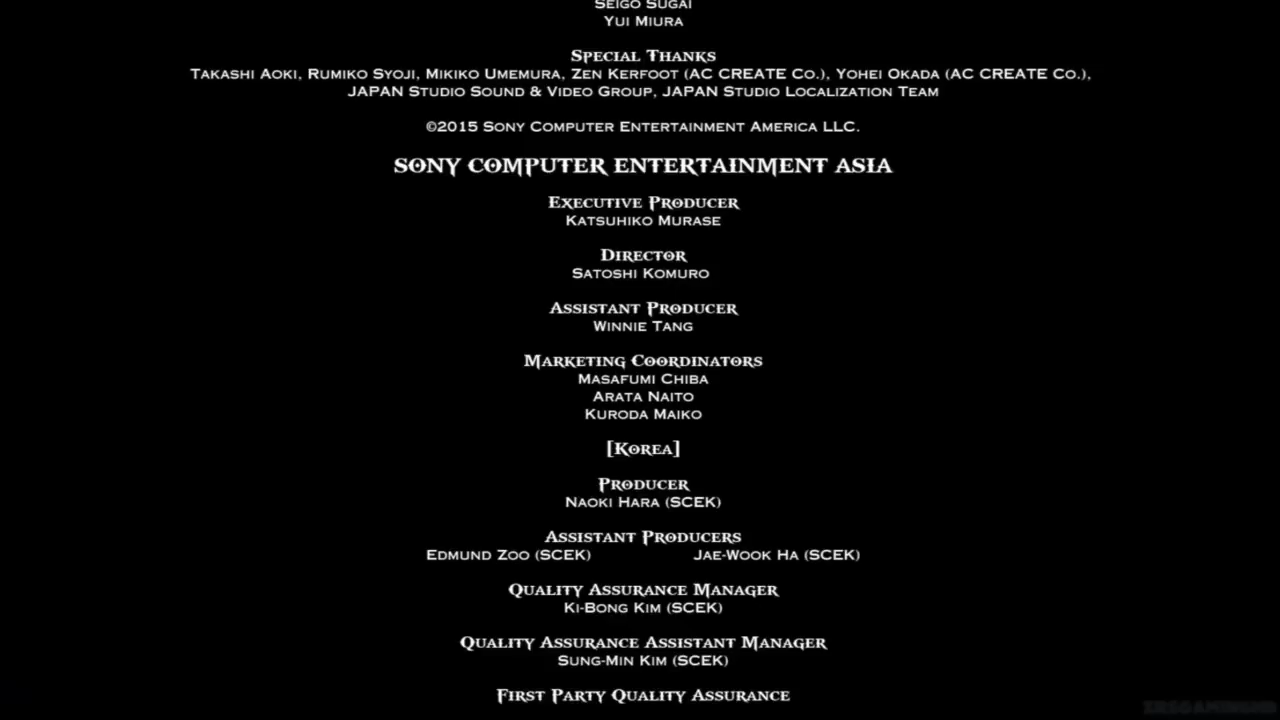 SEIGO SUGAI
YUI MIURA
SPECIAL THANKS
TAKASHI AOKI, RUMIKO SYOJI, MIKIKO UMEMURA, ZEN KERFOOT (AC CREATE CO.), YOHEI OKADA (AC CREATE CO.),
JAPAN STUDIO SOUND & VIDEO GROUP, JAPAN STUDIO LOCALIZATION TEAM
©2015 SONY COMPUTER ENTERTAINMENT AMERICA LLC.
SONY COMPUTER ENTERTAINMENT ASIA
EXECUTIVE PRODUCER
KATSUHIKO MURASE
DIRECTOR
SATOSHI KOMURO
ASSISTANT PRODUCER
WINNIE TANG
MARKETING COORDINATORS
MASAFUMI CHIBA
ARATA NAITO
KURODA MAIKO
[KOREA]
PRODUCER
NAOKI HARA (SCEK)
ASSISTANT PRODUCERS
EDMUND ZOO (SCEK) JAE-WOOK HA (SCEK)
QUALITY ASSURANCE MANAGER
KI-BONG KIM (SCEK)
QUALITY ASSURANCE ASSISTANT MANAGER
SUNG-MIN KIM (SCEK)
FIRST PARTY QUALITY ASSURANCE